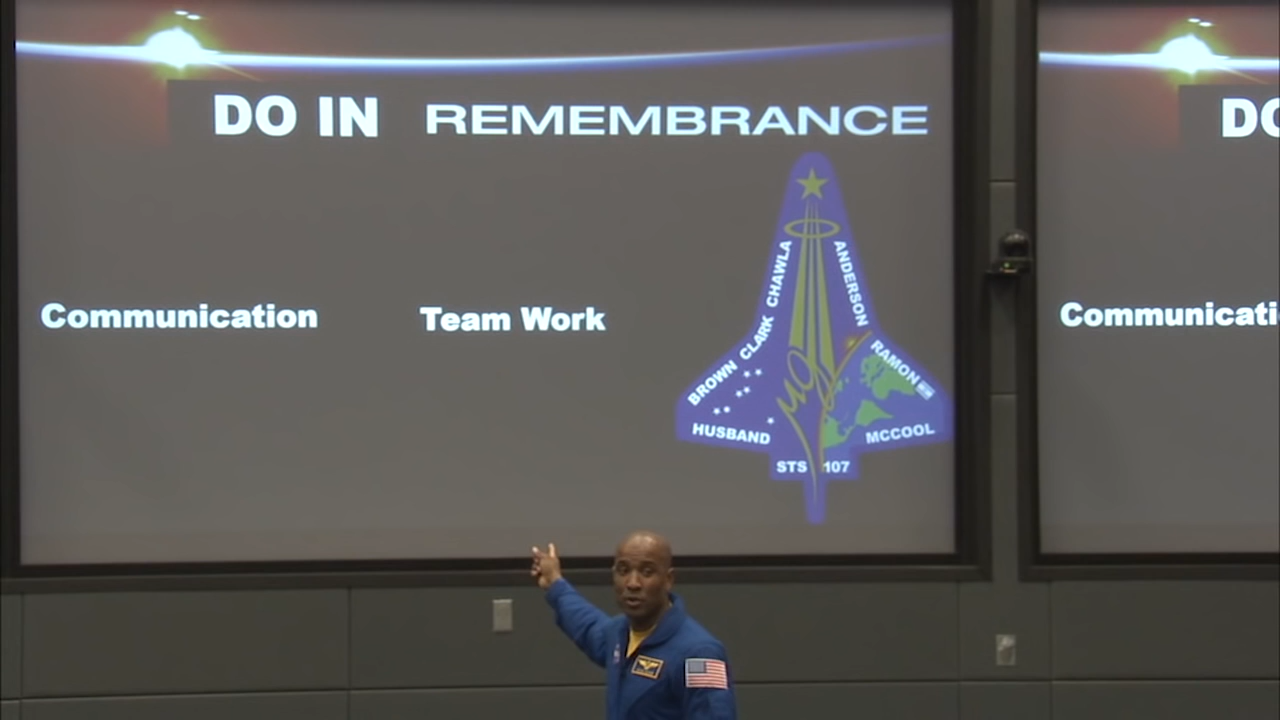 DO IN REMEMBRANCE
DO
Communication
Team Work
BROWN CLARK CHAWLA
ANDERSON
RAMON
HUSBAND
MCCOOL
STS 107
Communicati